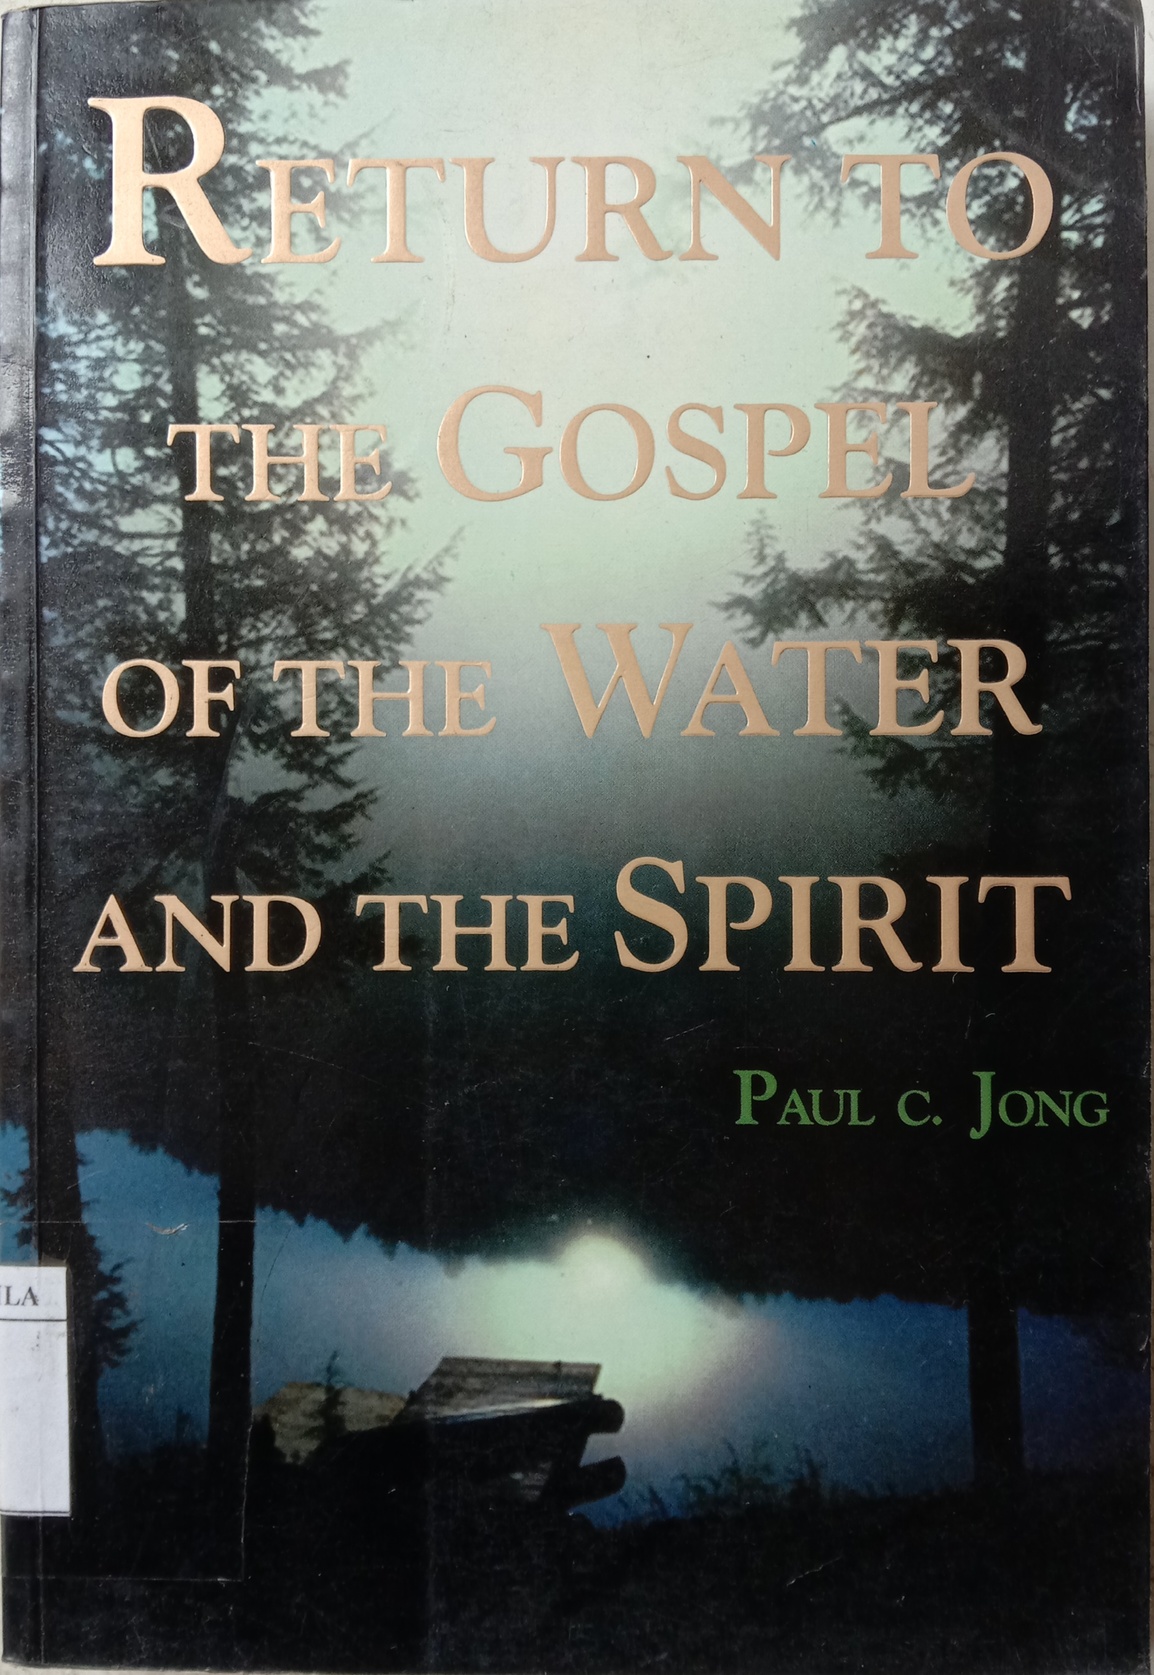 RETURN TO
THE GOSPEL
OF THE WATER
AND THE SPIRIT
PAUL C. JONG